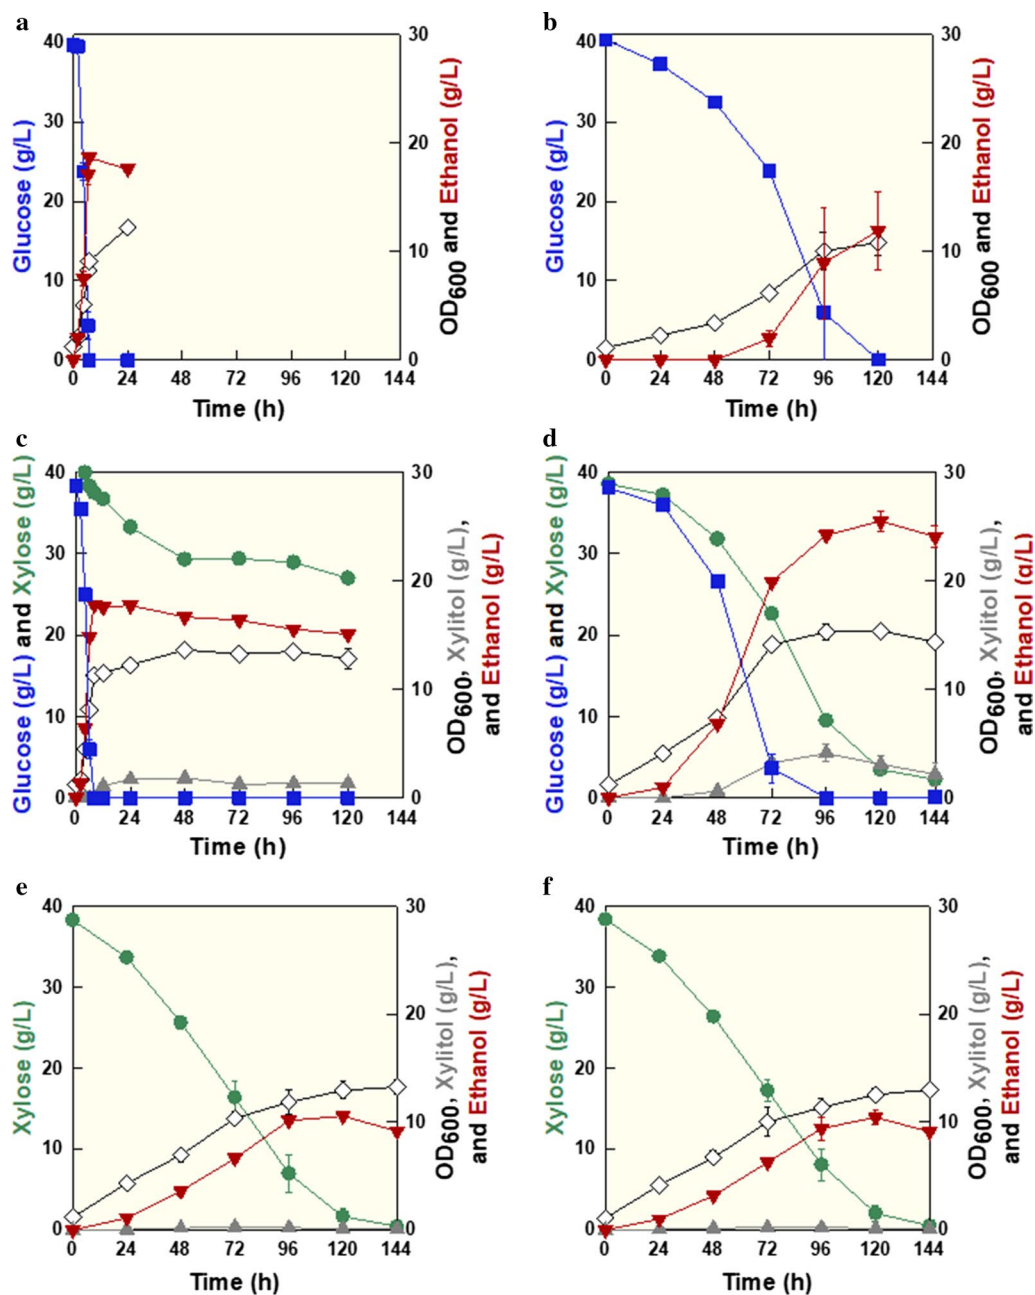 a
Glucose (g/L)
40
30
20
10
0
30
20
10
0
OD600 and Ethanol (g/L)
0 24 48 72 96 120 144
Time (h)
b
Glucose (g/L)
40
30
20
10
0
30
20
10
0
OD600 and Ethanol (g/L)
0 24 48 72 96 120 144
Time (h)
c
Glucose (g/L) and Xylose (g/L)
40
30
20
10
0
30
20
10
0
OD600, Xylitol (g/L),
and Ethanol (g/L)
0 24 48 72 96 120 144
Time (h)
d
Glucose (g/L) and Xylose (g/L)
40
30
20
10
0
30
20
10
0
OD600, Xylitol (g/L),
and Ethanol (g/L)
0 24 48 72 96 120 144
Time (h)
e
Xylose (g/L)
40
30
20
10
0
30
20
10
0
OD600, Xylitol (g/L),
and Ethanol (g/L)
0 24 48 72 96 120 144
Time (h)
f
Xylose (g/L)
40
30
20
10
0
30
20
10
0
OD600, Xylitol (g/L),
and Ethanol (g/L)
0 24 48 72 96 120 144
Time (h)